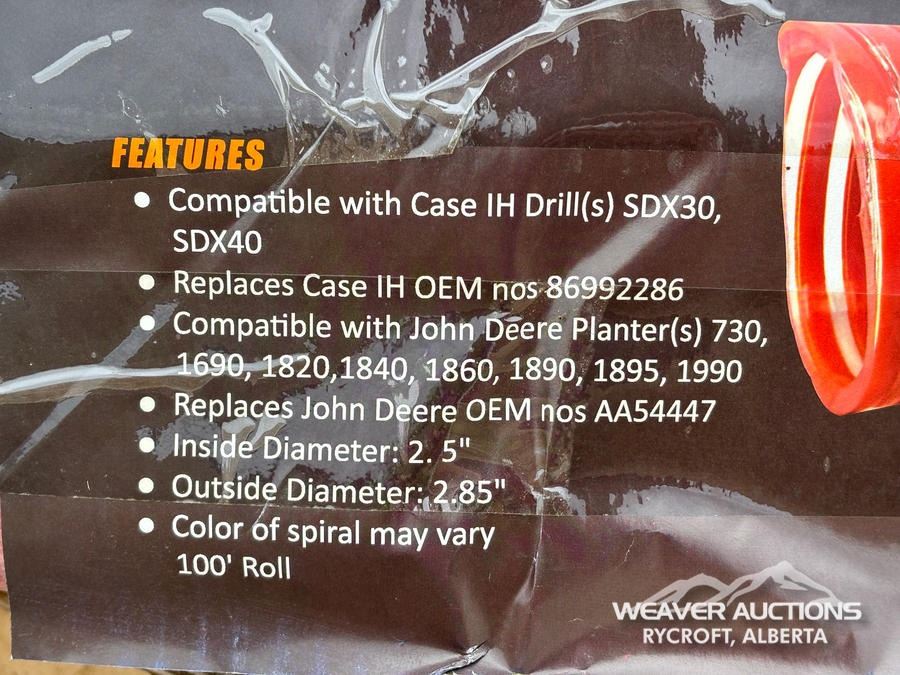 FEATURES
• Compatible with Case IH Drill(s) SDX30,
SDX40
• Replaces Case IH OEM nos 86992286
• Compatible with John Deere Planter(s) 730,
1690, 1820,1840, 1860, 1890, 1895, 1990
• Replaces John Deere OEM nos AA54447
• Inside Diameter: 2. 5"
• Outside Diameter: 2.85"
• Color of spiral may vary
100' Roll
WEAVER AUCTIONS
RYCROFT, ALBERTA